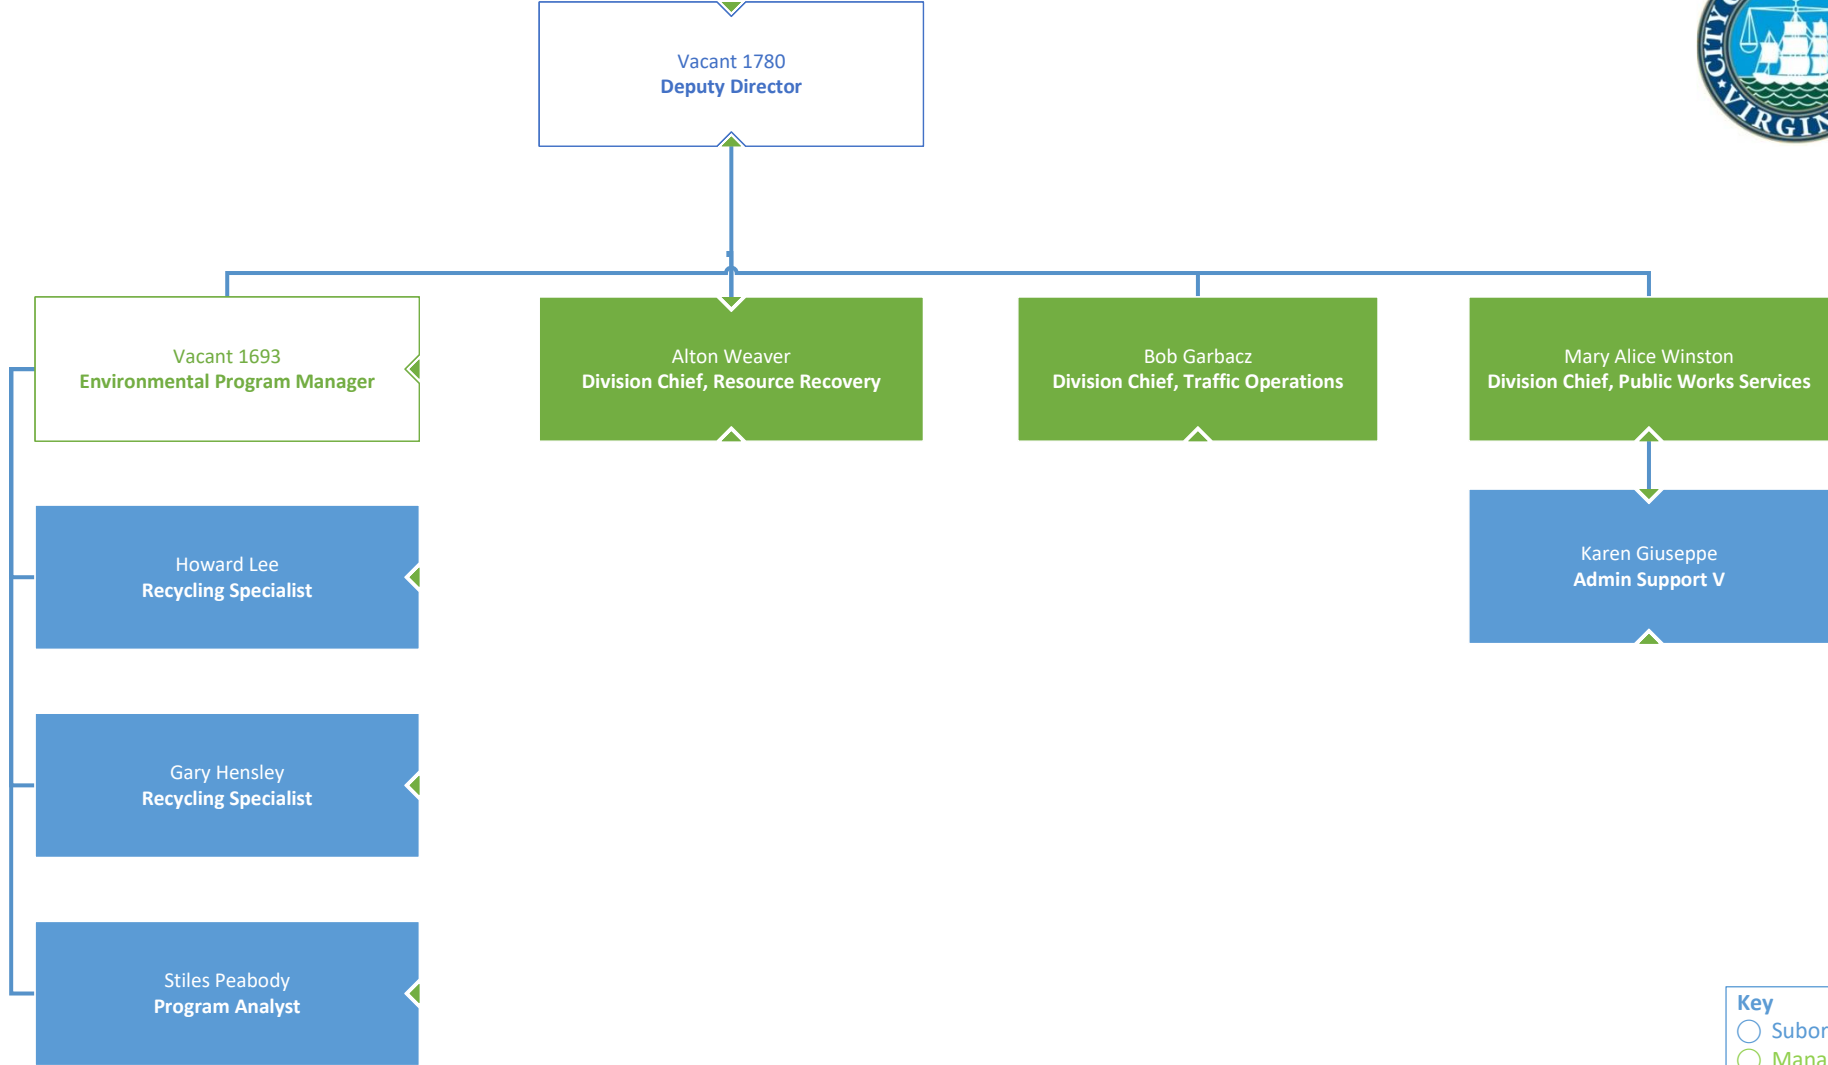 Vacant 1780
Deputy Director
Vacant 1693
Environmental Program Manager
Alton Weaver
Division Chief, Resource Recovery
Bob Garbacz
Division Chief, Traffic Operations
Mary Alice Winston
Division Chief, Public Works Services
Howard Lee
Recycling Specialist
Karen Giuseppe
Admin Support V
Gary Hensley
Recycling Specialist
Stiles Peabody
Program Analyst
Key